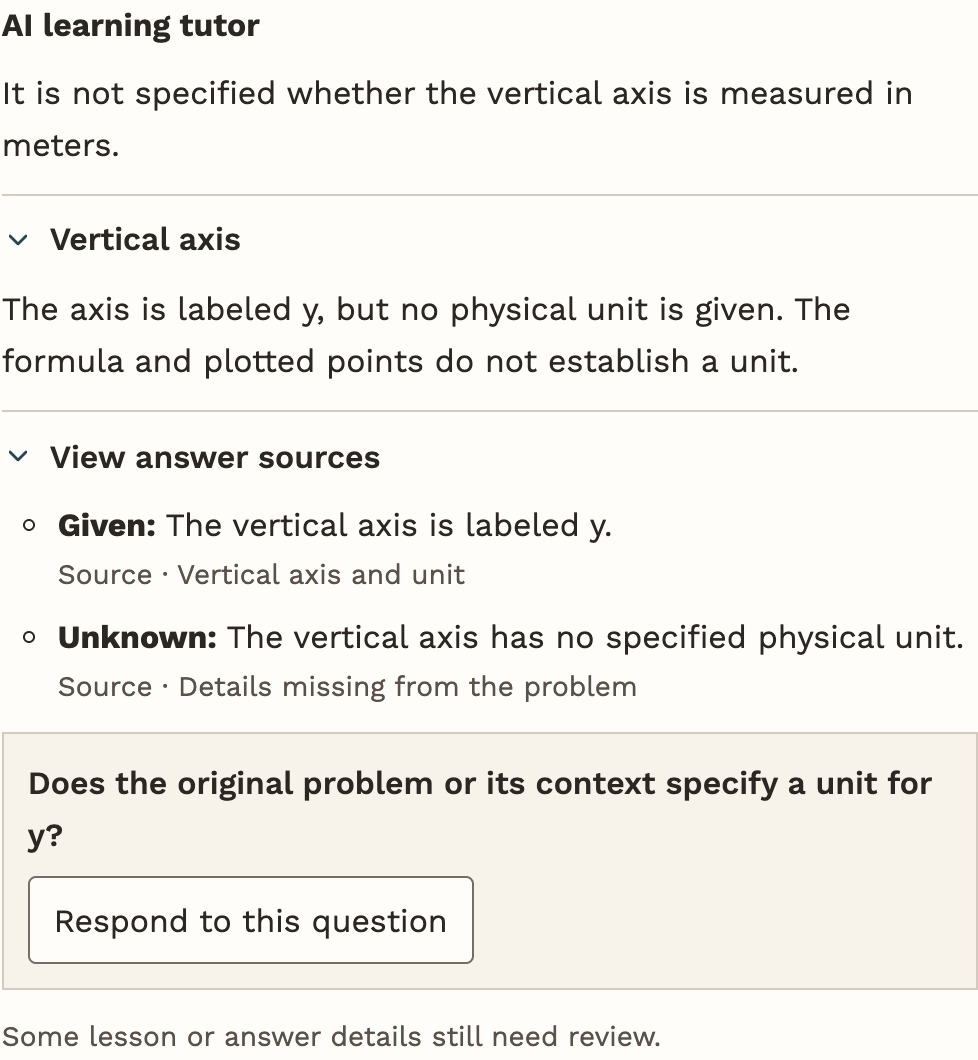 AI learning tutor
It is not specified whether the vertical axis is measured in
meters.
Vertical axis
The axis is labeled y, but no physical unit is given. The
formula and plotted points do not establish a unit.
View answer sources
Given: The vertical axis is labeled y.
Source · Vertical axis and unit
Unknown: The vertical axis has no specified physical unit.
Source · Details missing from the problem
Does the original problem or its context specify a unit for
y?
Respond to this question
Some lesson or answer details still need review.